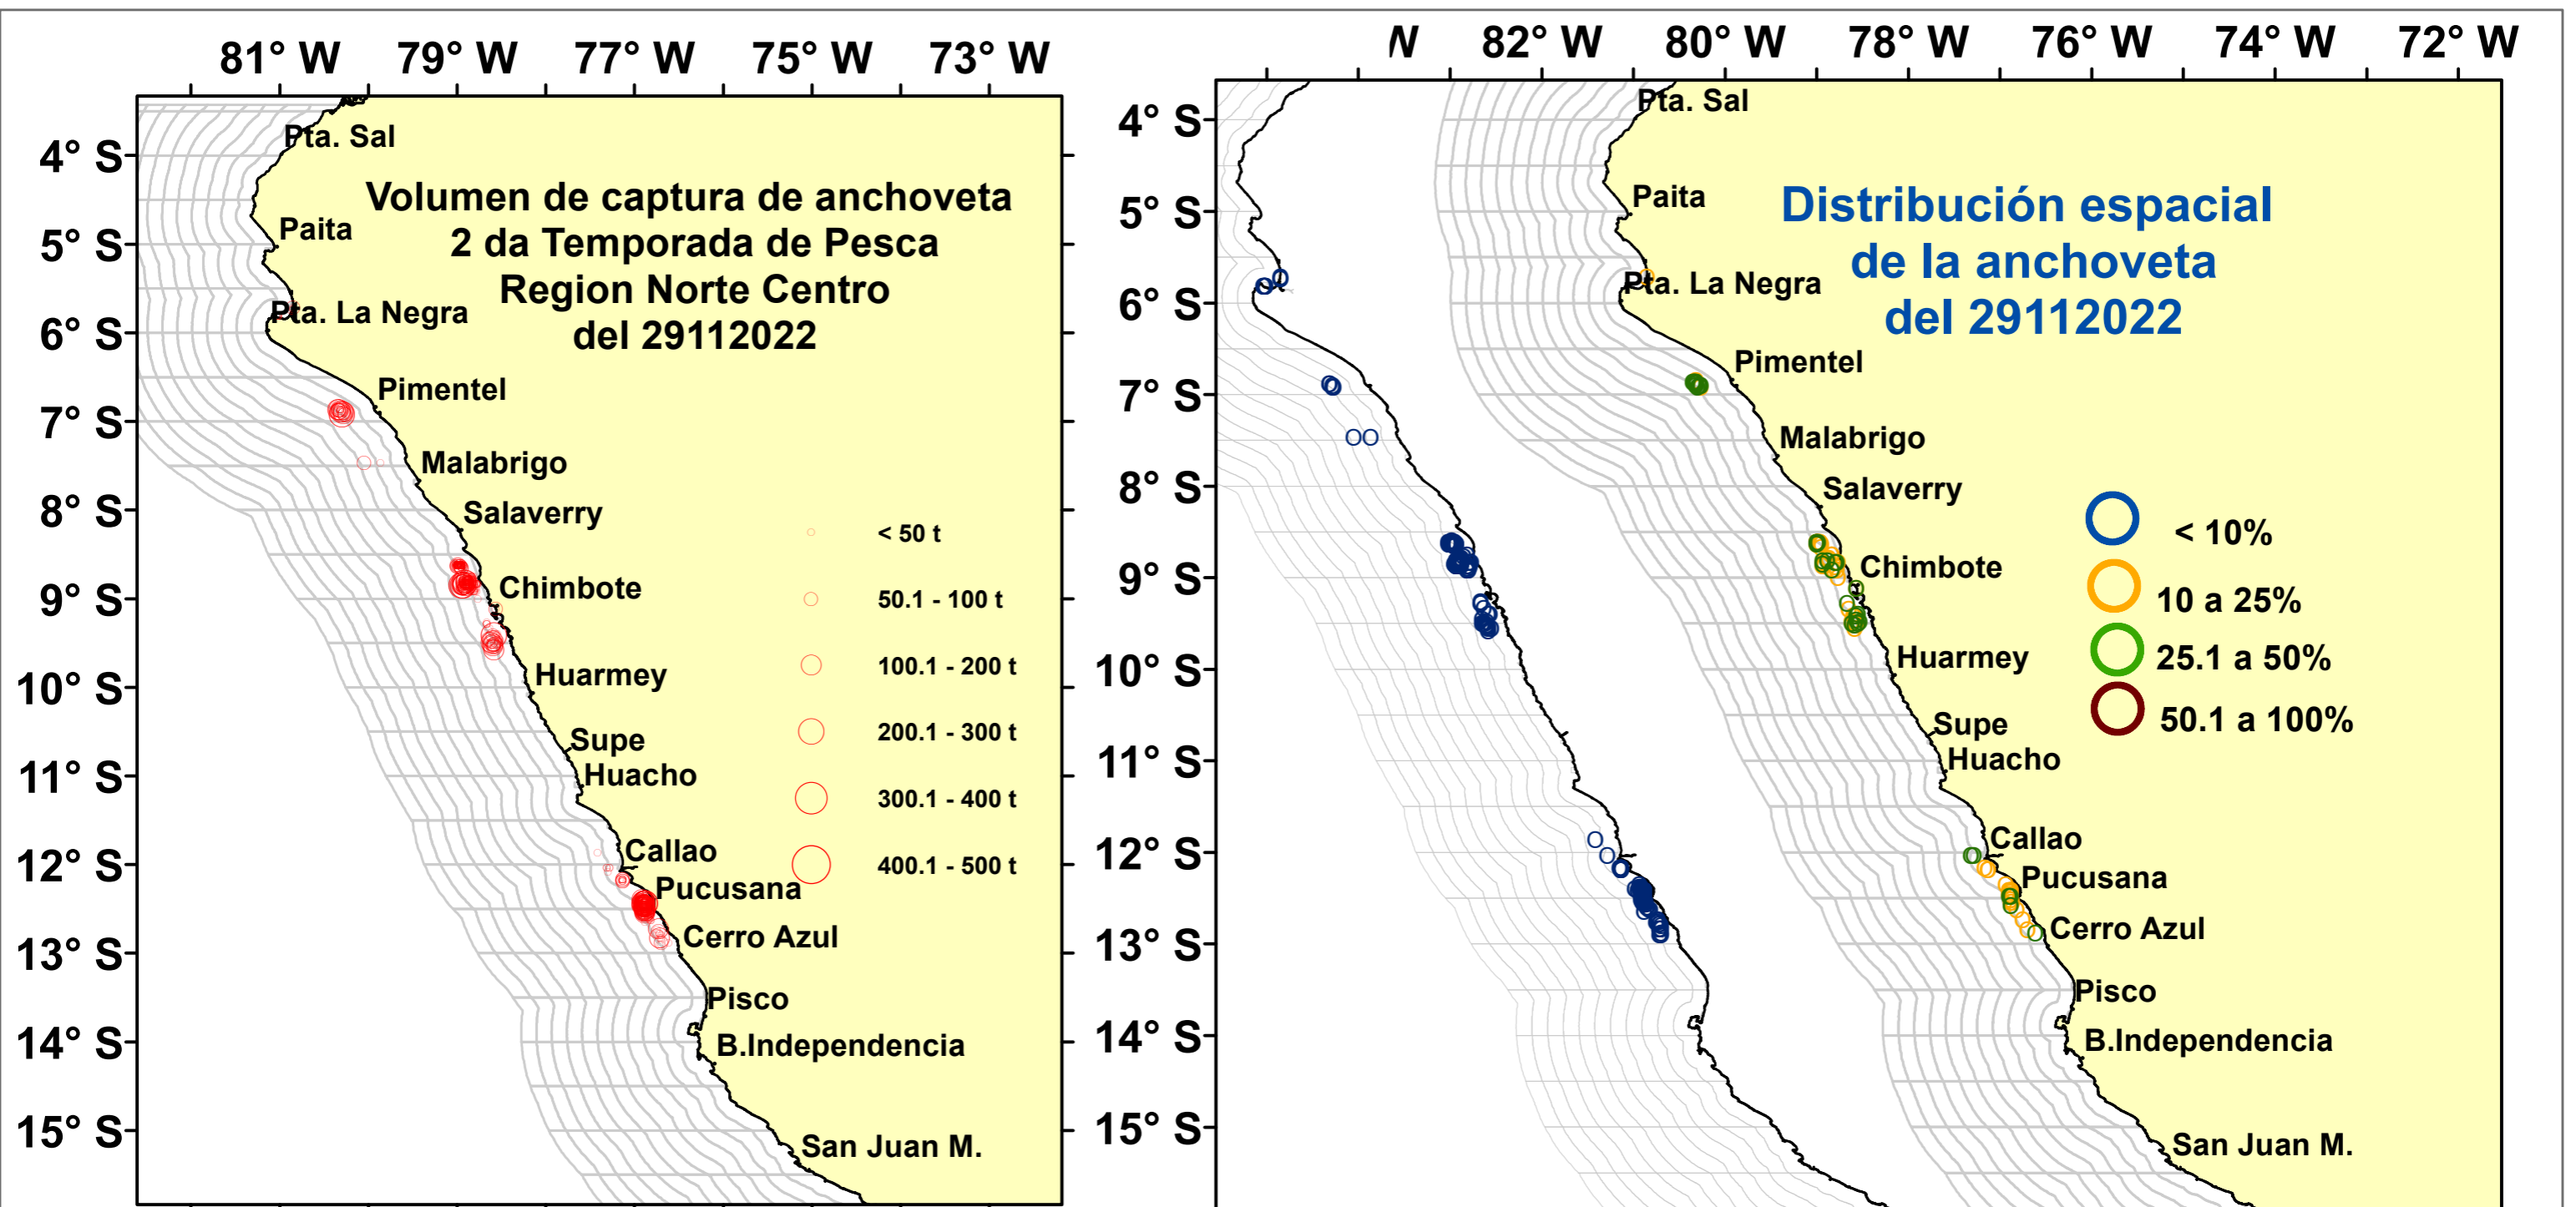 81° W 79° W 77° W 75° W 73° W
4° S
5° S
6° S
7° S
8° S
9° S
10° S
11° S
12° S
13° S
14° S
15° S
Volumen de captura de anchoveta
2 da Temporada de Pesca
Region Norte Centro
del 29112022
Pta. Sal
Paita
Pta. La Negra
Pimentel
Malabrigo
Salaverry
Chimbote
Huarmey
Supe
Huacho
Callao
Pucusana
Cerro Azul
Pisco
B.Independencia
San Juan M.
< 50 t
50.1 - 100 t
100.1 - 200 t
200.1 - 300 t
300.1 - 400 t
400.1 - 500 t
W 82° W 80° W 78° W 76° W 74° W 72° W
4° S
5° S
6° S
7° S
8° S
9° S
10° S
11° S
12° S
13° S
14° S
15° S
Distribución espacial
de la anchoveta
del 29112022
Pta. Sal
Paita
Pta. La Negra
Pimentel
Malabrigo
Salaverry
Chimbote
Huarmey
Supe
Huacho
Callao
Pucusana
Cerro Azul
Pisco
B.Independencia
San Juan M.
< 10%
10 a 25%
25.1 a 50%
50.1 a 100%